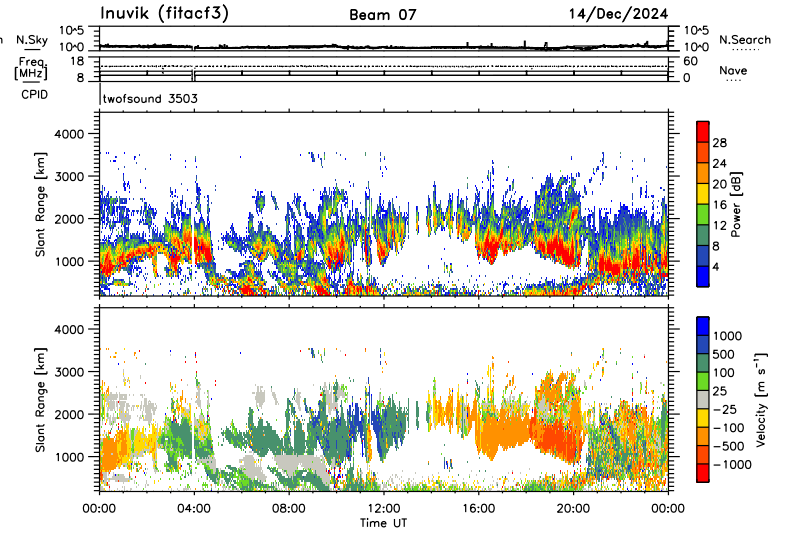 Inuvik (fitacf3) Beam 07 14/Dec/2024
n N.Sky 10^5 10^0 10^5 10^0 N.Search
Freq. [MHz] 18 8 60 0 Nave
CPID twofsound 3503
Slant Range [km] 4000 3000 2000 1000
28 24 20 16 12 8 4 Power [dB]
Slant Range [km] 4000 3000 2000 1000
1000 500 100 25 -25 -100 -500 -1000 Velocity [m s^-1]
00:00 04:00 08:00 12:00 16:00 20:00 00:00
Time UT